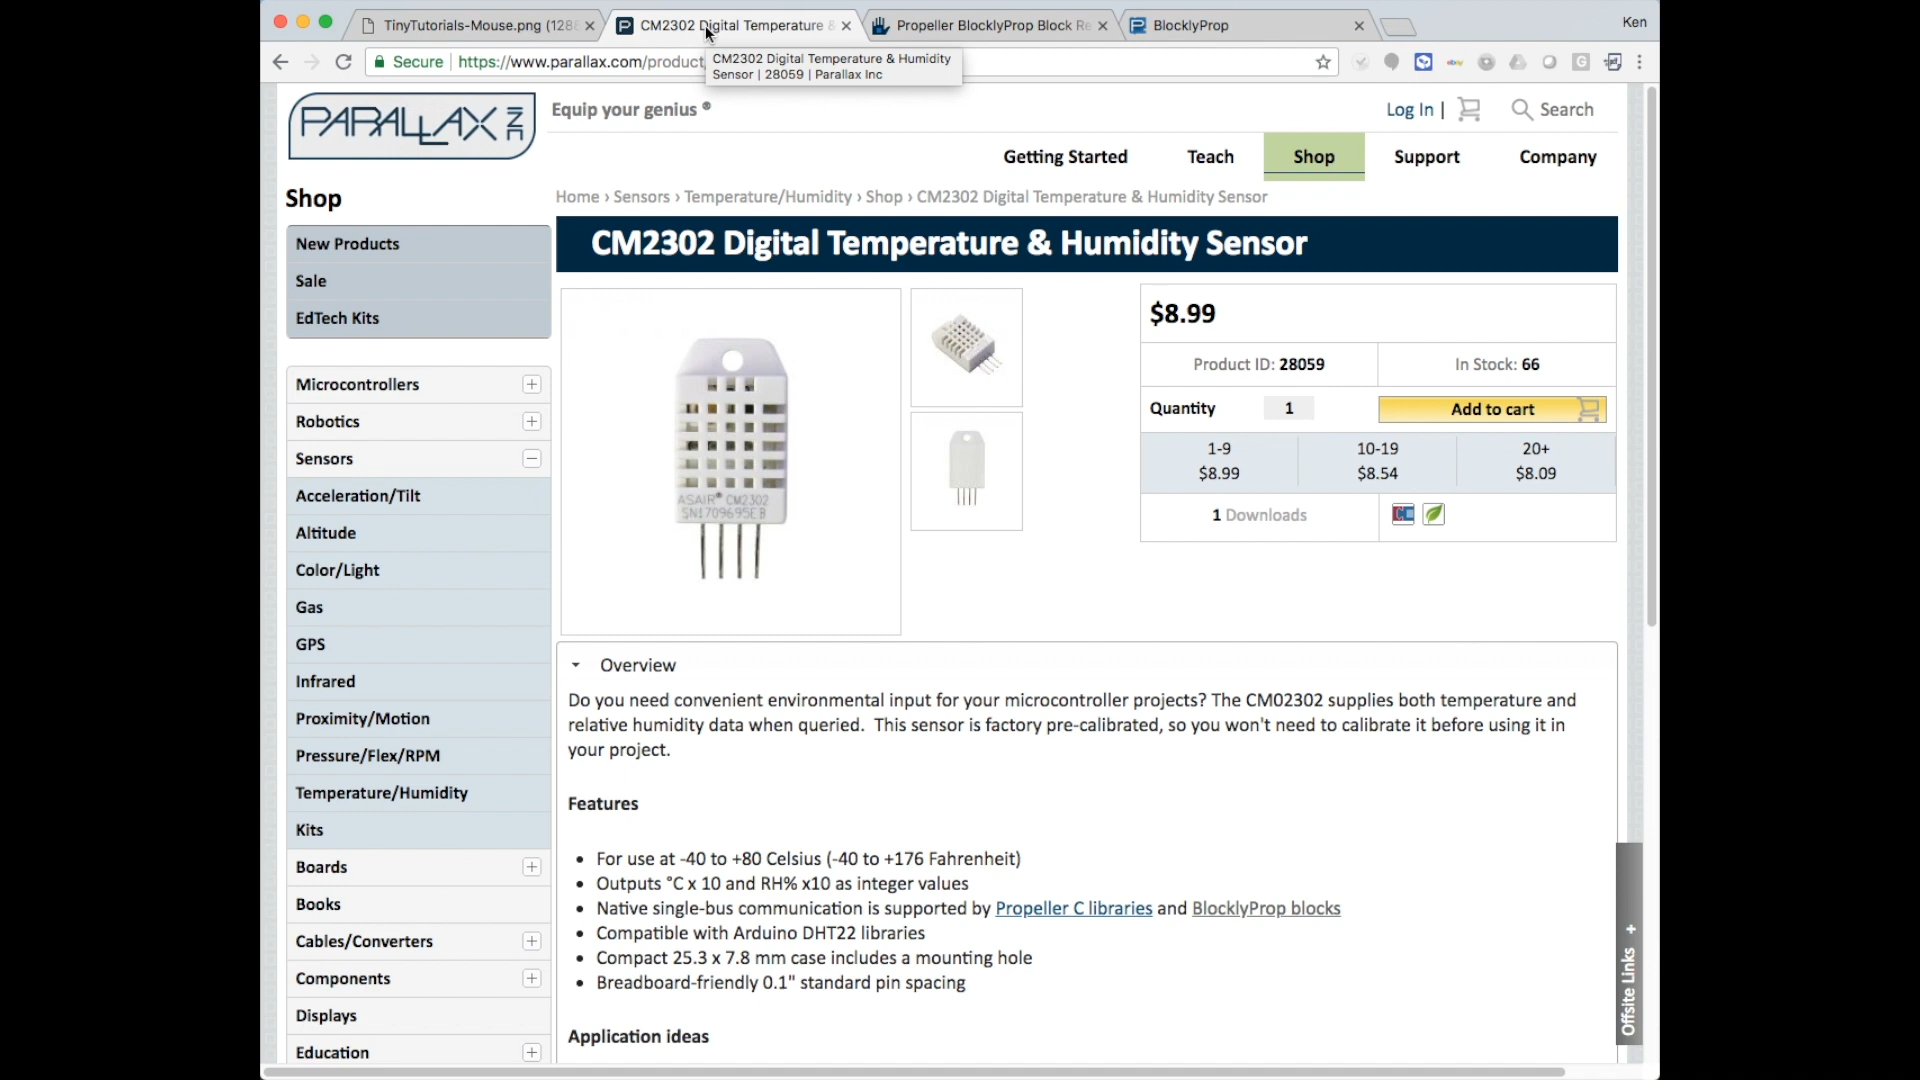 TinyTutorials-Mouse.png (1288
CM2302 Digital Temperature &
Propeller BlocklyProp Block Re
BlocklyProp
Ken
Secure https://www.parallax.com/product
CM2302 Digital Temperature & Humidity
Sensor | 28059 | Parallax Inc
PARALLAX INC
Equip your genius ®
Log In |
Search
Getting Started
Teach
Shop
Support
Company
Shop
Home › Sensors › Temperature/Humidity › Shop › CM2302 Digital Temperature & Humidity Sensor
CM2302 Digital Temperature & Humidity Sensor
New Products
Sale
EdTech Kits
Microcontrollers
Robotics
Sensors
Acceleration/Tilt
Altitude
Color/Light
Gas
GPS
Infrared
Proximity/Motion
Pressure/Flex/RPM
Temperature/Humidity
Kits
Boards
Books
Cables/Converters
Components
Displays
Education
ASAIR® CM2302
SN1709695EB
$8.99
Product ID: 28059
In Stock: 66
Quantity 1
Add to cart
1-9 10-19 20+
$8.99 $8.54 $8.09
1 Downloads
Overview
Do you need convenient environmental input for your microcontroller projects? The CM02302 supplies both temperature and
relative humidity data when queried. This sensor is factory pre-calibrated, so you won't need to calibrate it before using it in
your project.
Features
• For use at -40 to +80 Celsius (-40 to +176 Fahrenheit)
• Outputs °C x 10 and RH% x10 as integer values
• Native single-bus communication is supported by Propeller C libraries and BlocklyProp blocks
• Compatible with Arduino DHT22 libraries
• Compact 25.3 x 7.8 mm case includes a mounting hole
• Breadboard-friendly 0.1" standard pin spacing
Application ideas
Offsite Links +